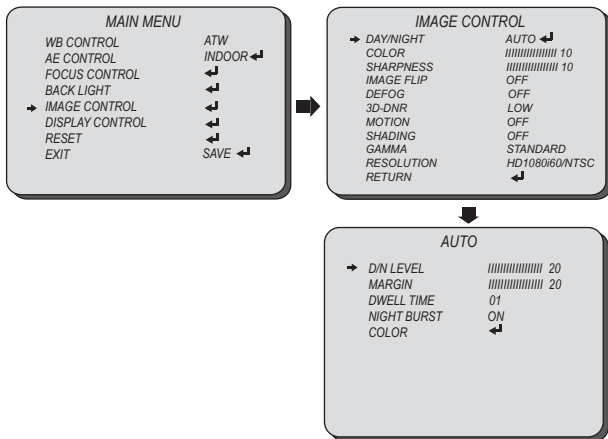 MAIN MENU
WB CONTROL ATW
AE CONTROL INDOOR
FOCUS CONTROL
BACK LIGHT
IMAGE CONTROL
DISPLAY CONTROL
RESET
EXIT SAVE
IMAGE CONTROL
DAY/NIGHT AUTO
COLOR 10
SHARPNESS 10
IMAGE FLIP OFF
DEFOG OFF
3D-DNR LOW
MOTION OFF
SHADING OFF
GAMMA STANDARD
RESOLUTION HD1080i60/NTSC
RETURN
AUTO
D/N LEVEL 20
MARGIN 20
DWELL TIME 01
NIGHT BURST ON
COLOR